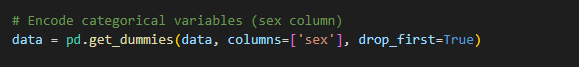 # Encode categorical variables (sex column)
data = pd.get_dummies(data, columns=['sex'], drop_first=True)